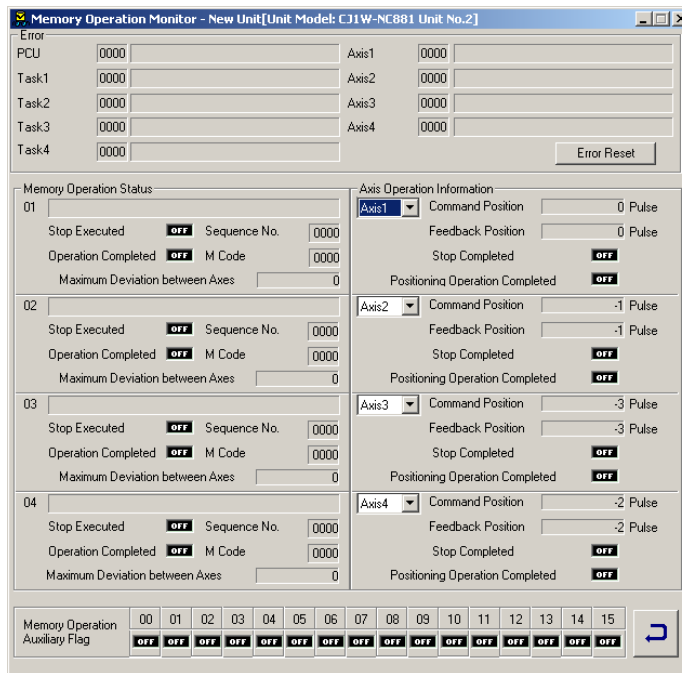 Memory Operation Monitor - New Unit[Unit Model: CJ1W-NC881 Unit No.2]
Error
PCU 0000 Axis1 0000
Task1 0000 Axis2 0000
Task2 0000 Axis3 0000
Task3 0000 Axis4 0000
Task4 0000 Error Reset
Memory Operation Status Axis Operation Information
01 Axis1 Command Position 0 Pulse
Feedback Position 0 Pulse
Stop Executed OFF Sequence No. 0000
Stop Completed OFF
Operation Completed OFF M Code 0000
Maximum Deviation between Axes 0 Positioning Operation Completed OFF
02 Axis2 Command Position -1 Pulse
Feedback Position -1 Pulse
Stop Executed OFF Sequence No. 0000
Stop Completed OFF
Operation Completed OFF M Code 0000
Maximum Deviation between Axes 0 Positioning Operation Completed OFF
03 Axis3 Command Position -3 Pulse
Feedback Position -3 Pulse
Stop Executed OFF Sequence No. 0000
Stop Completed OFF
Operation Completed OFF M Code 0000
Maximum Deviation between Axes 0 Positioning Operation Completed OFF
04 Axis4 Command Position -2 Pulse
Feedback Position -2 Pulse
Stop Executed OFF Sequence No. 0000
Stop Completed OFF
Operation Completed OFF M Code 0000
Maximum Deviation between Axes 0 Positioning Operation Completed OFF
00 01 02 03 04 05 06 07 08 09 10 11 12 13 14 15
Memory Operation
Auxiliary Flag OFF OFF OFF OFF OFF OFF OFF OFF OFF OFF OFF OFF OFF OFF OFF OFF